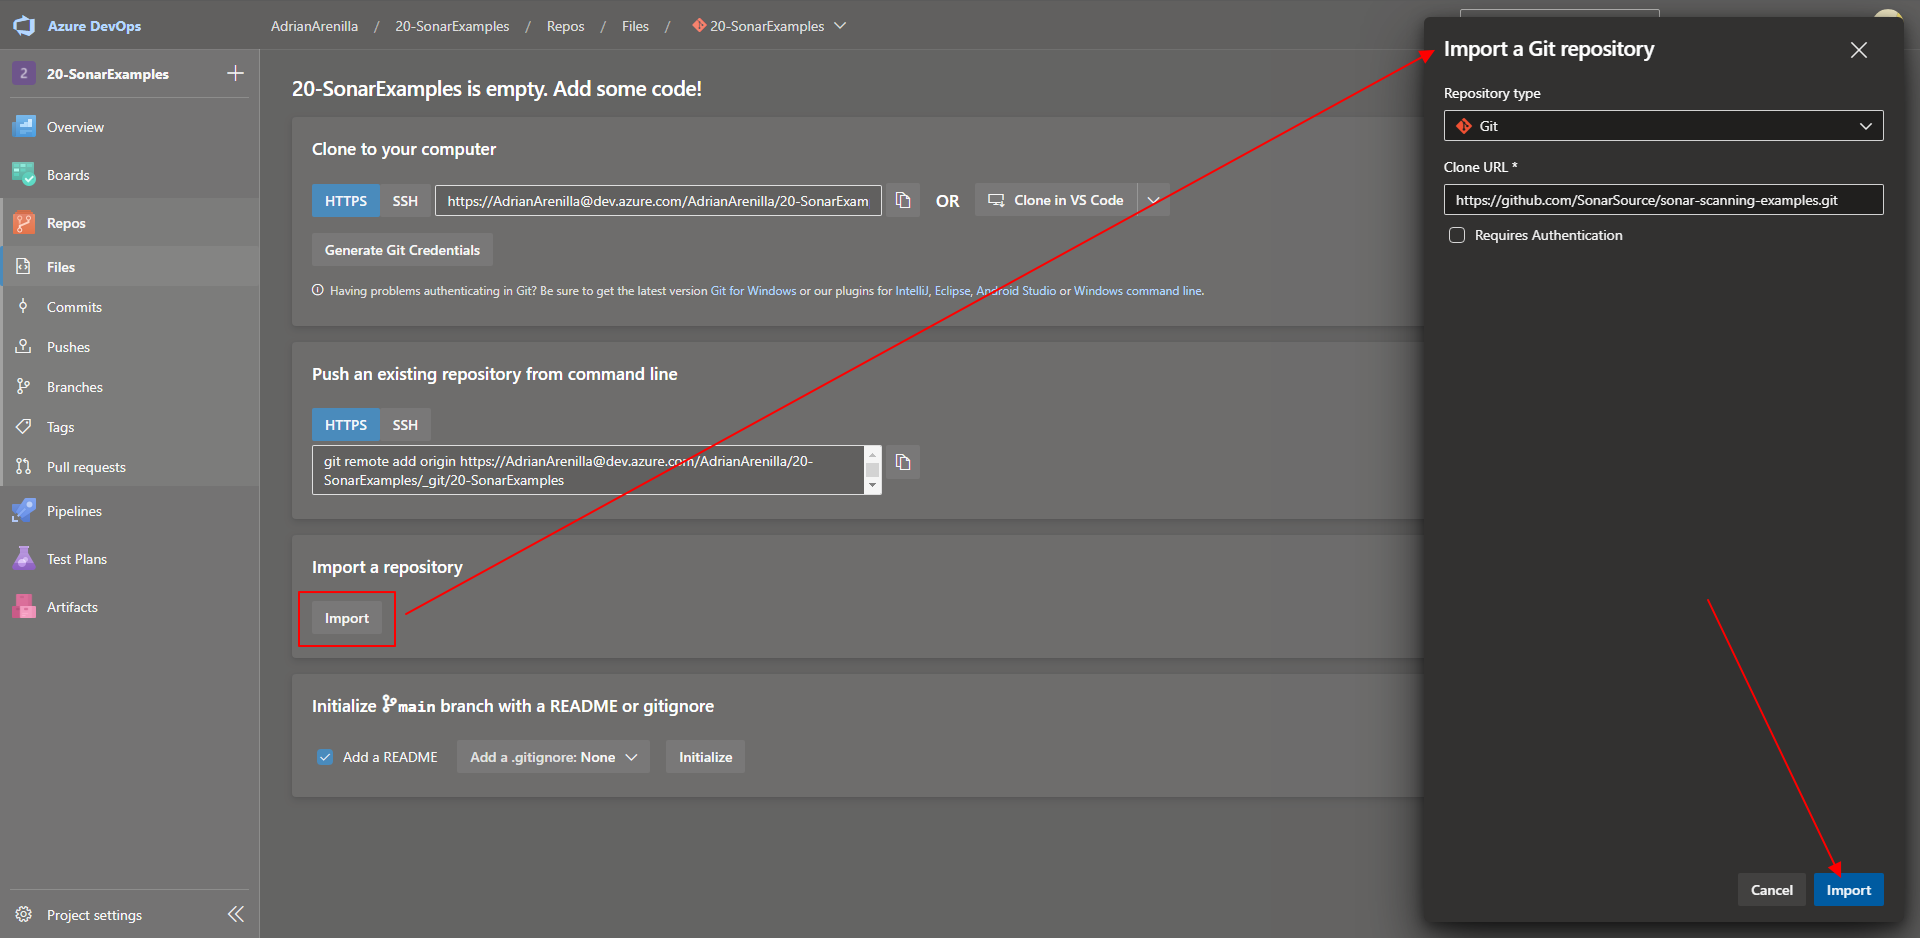 Azure DevOps
AdrianArenilla / 20-SonarExamples / Repos / Files / 20-SonarExamples
2 20-SonarExamples
Overview
Boards
Repos
Files
Commits
Pushes
Branches
Tags
Pull requests
Pipelines
Test Plans
Artifacts
Project settings
20-SonarExamples is empty. Add some code!
Clone to your computer
HTTPS SSH https://AdrianArenilla@dev.azure.com/AdrianArenilla/20-SonarExam OR Clone in VS Code
Generate Git Credentials
Having problems authenticating in Git? Be sure to get the latest version Git for Windows or our plugins for IntelliJ, Eclipse, Android Studio or Windows command line.
Push an existing repository from command line
HTTPS SSH
git remote add origin https://AdrianArenilla@dev.azure.com/AdrianArenilla/20-
SonarExamples/_git/20-SonarExamples
Import a repository
Import
Initialize main branch with a README or gitignore
Add a README Add a .gitignore: None Initialize
Import a Git repository
Repository type
Git
Clone URL *
https://github.com/SonarSource/sonar-scanning-examples.git
Requires Authentication
Cancel Import